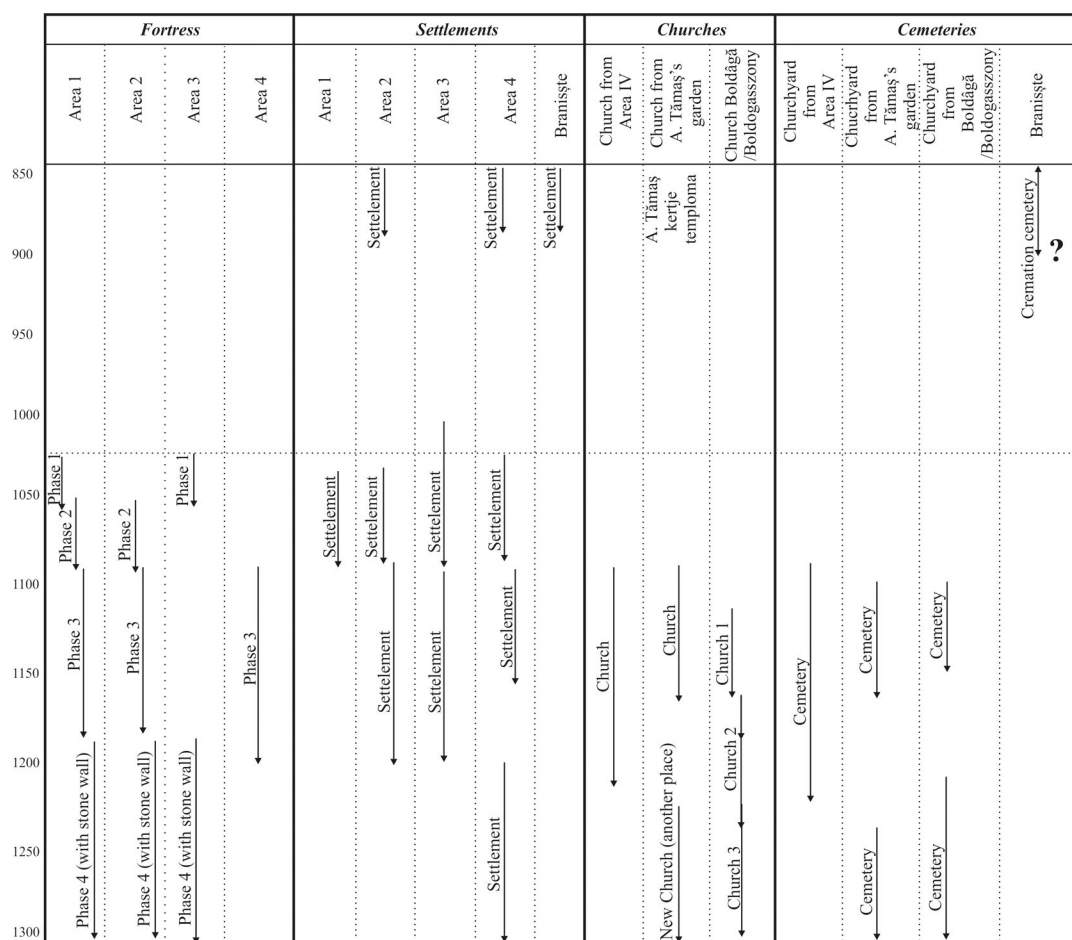 Fortress
Settlements
Churches
Cemeteries
Area 1
Area 2
Area 3
Area 4
Area 1
Area 2
Area 3
Area 4
Branisște
Church from
Area IV
Church from
A. Tămaș's
garden
Church Boldâgă
/Boldogasszony
Churchyard
from
Area IV
Chucrhyard
from
A. Tămaș's
garden
Churchyard
from
Boldâgă
/Boldogasszony
Branisște
850
900
950
1000
1050
1100
1150
1200
1250
1300
Phase 1
Phase 2
Phase 3
Phase 4 (with stone wall)
Phase 2
Phase 3
Phase 4 (with stone wall)
Phase 1
Phase 4 (with stone wall)
Phase 3
Settelement
Settelement
Settelement
Settelement
Settelement
Settelement
Settelement
Settelement
Settelement
Settlement
Settelement
A. Tămaş
kertje
temploma
Church
Church
New Church (another place)
Church 1
Church 2
Church 3
Cemetery
Cemetery
Cemetery
Cemetery
Cemetery
Cremation cemetery
?